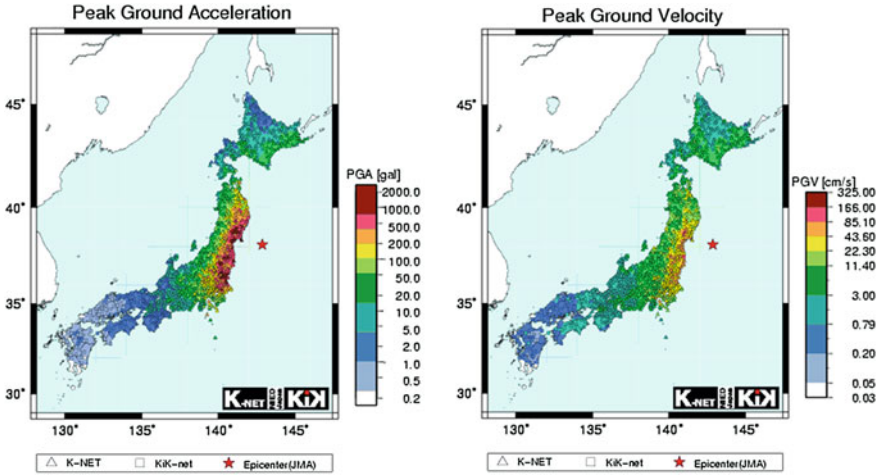 Peak Ground Acceleration
45°
40°
35°
30°
130°
135°
140°
145°
PGA [gal]
2000.0
1000.0
500.0
200.0
100.0
50.0
20.0
10.0
5.0
2.0
1.0
0.5
0.2
K-NET
NIED
Japan
KiK
K-NET
KiK-net
Epicenter(JMA)
Peak Ground Velocity
45°
40°
35°
30°
130°
135°
140°
145°
PGV [cm/s]
325.00
166.00
85.10
43.60
22.30
11.40
3.00
0.79
0.20
0.05
0.03
K-NET
NIED
Japan
KiK
K-NET
KiK-net
Epicenter(JMA)